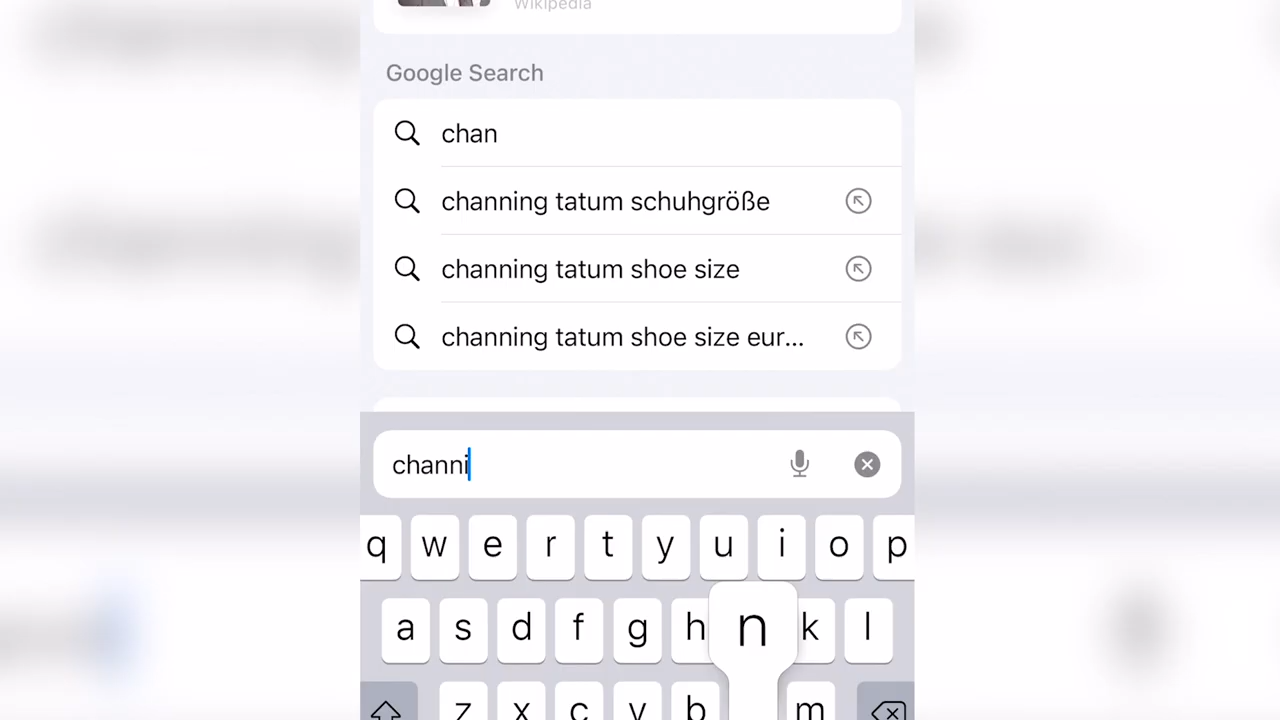 Wikipedia
Google Search
chan
channing tatum schuhgröße
channing tatum shoe size
channing tatum shoe size eur...
channi
q w e r t y u i o p
a s d f g h n k l
z x c v b m